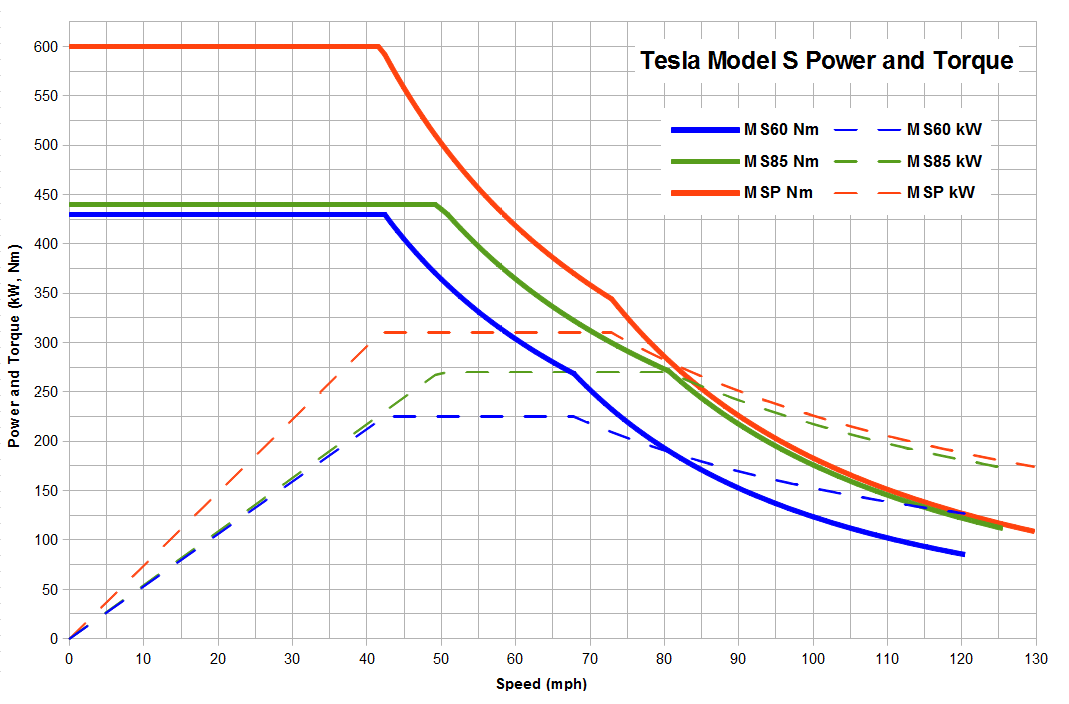 Tesla Model S Power and Torque
MS60 Nm MS60 kW
MS85 Nm MS85 kW
MSP Nm MSP kW
Power and Torque (kW, Nm)
600
550
500
450
400
350
300
250
200
150
100
50
0
0 10 20 30 40 50 60 70 80 90 100 110 120 130
Speed (mph)